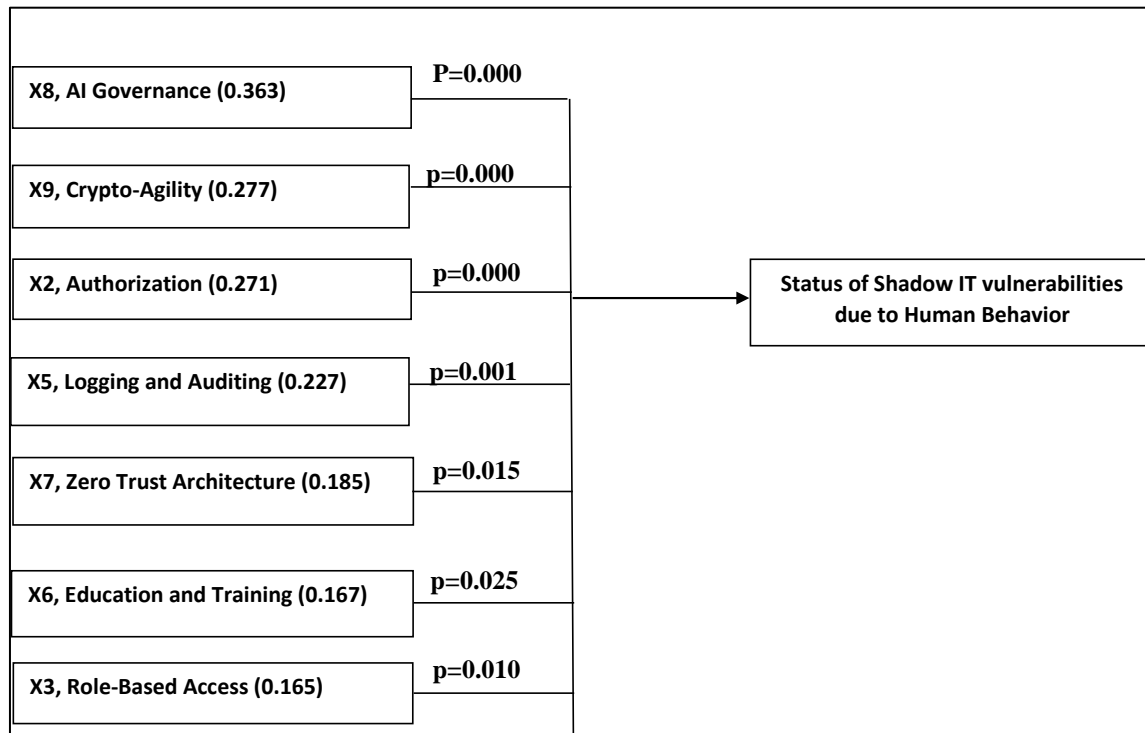 X8, AI Governance (0.363)
P=0.000
X9, Crypto-Agility (0.277)
p=0.000
X2, Authorization (0.271)
p=0.000
Status of Shadow IT vulnerabilities
due to Human Behavior
X5, Logging and Auditing (0.227)
p=0.001
X7, Zero Trust Architecture (0.185)
p=0.015
X6, Education and Training (0.167)
p=0.025
X3, Role-Based Access (0.165)
p=0.010